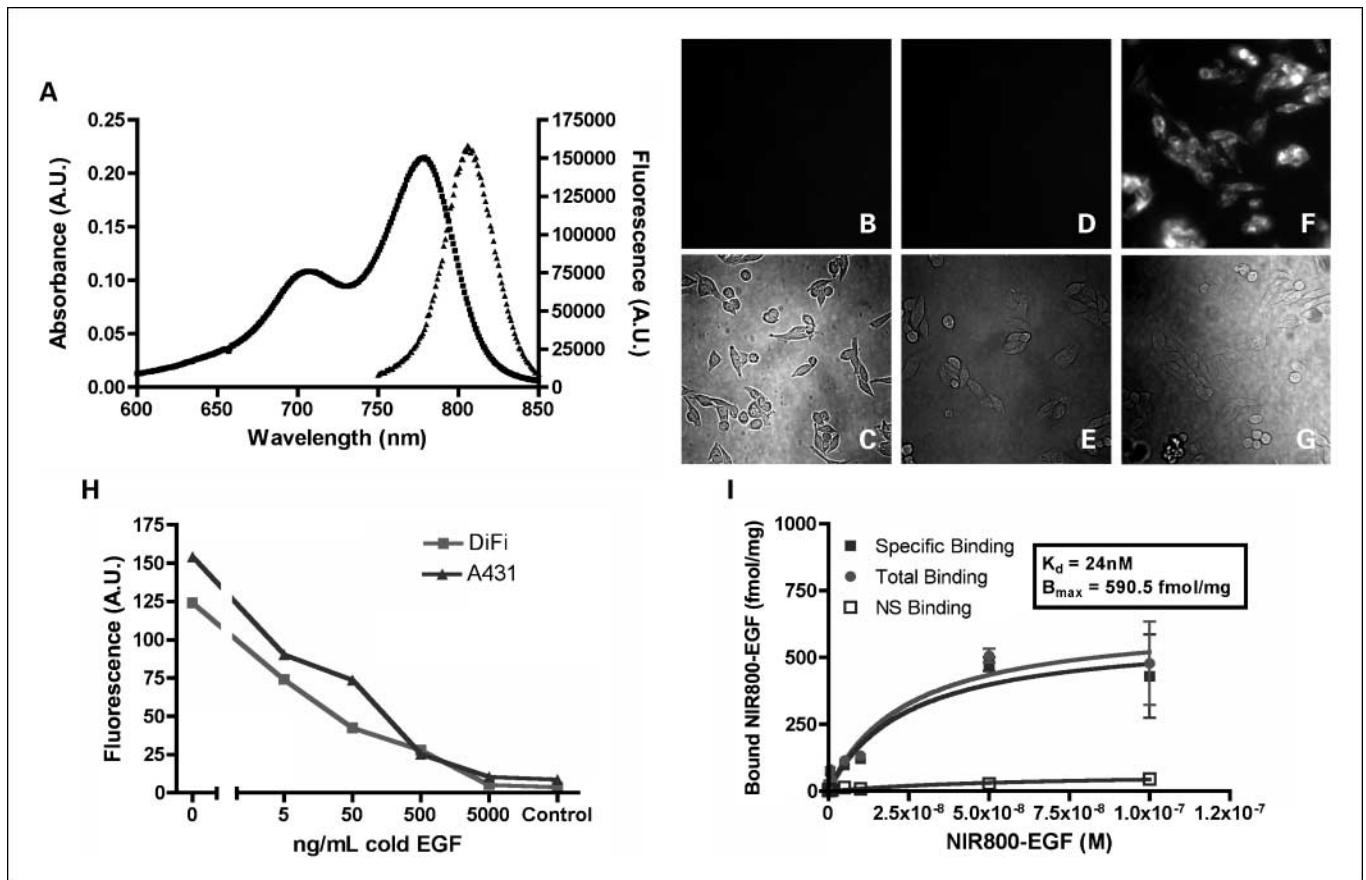 A
0.25
0.20
0.15
0.10
0.05
0.00
Absorbance (A.U.)
175000
150000
125000
100000
75000
50000
25000
0
Fluorescence (A.U.)
600
650
700
750
800
850
Wavelength (nm)
B
D
F
C
E
G
H
175
150
125
100
75
50
25
0
Fluorescence (A.U.)
DiFi
A431
0
5
50
500
5000
Control
ng/mL cold EGF
I
1000
750
500
250
0
Bound NIR800-EGF (fmol/mg)
Specific Binding
Total Binding
NS Binding
Kd = 24nM
Bmax = 590.5 fmol/mg
2.5x10-8
5.0x10-8
7.5x10-8
1.0x10-7
1.2x10-7
NIR800-EGF (M)